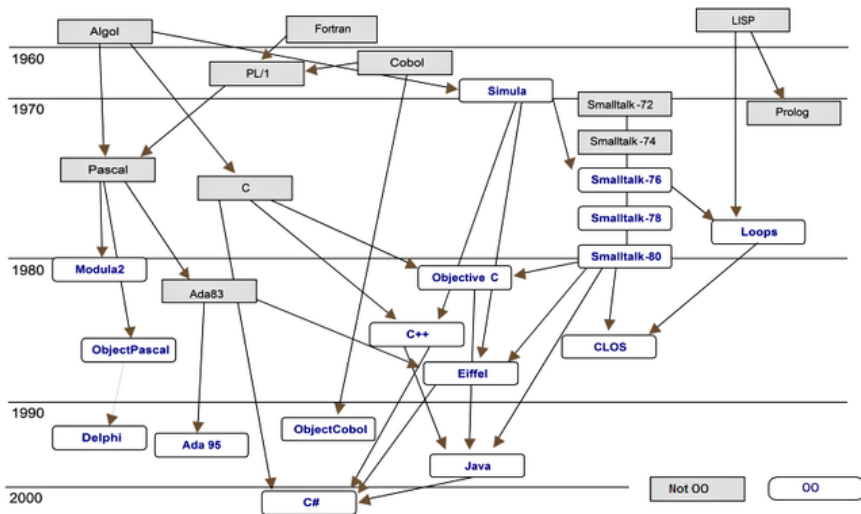 Algol
Fortran
LISP
1960
Cobol
PL/1
Simula
1970
Smalltalk-72
Prolog
Smalltalk-74
Pascal
C
Smalltalk-76
Smalltalk-78
Loops
Smalltalk-80
1980
Modula2
Objective C
Ada83
C++
ObjectPascal
CLOS
Eiffel
1990
ObjectCobol
Delphi
Ada 95
Java
2000
C#
Not OO
OO